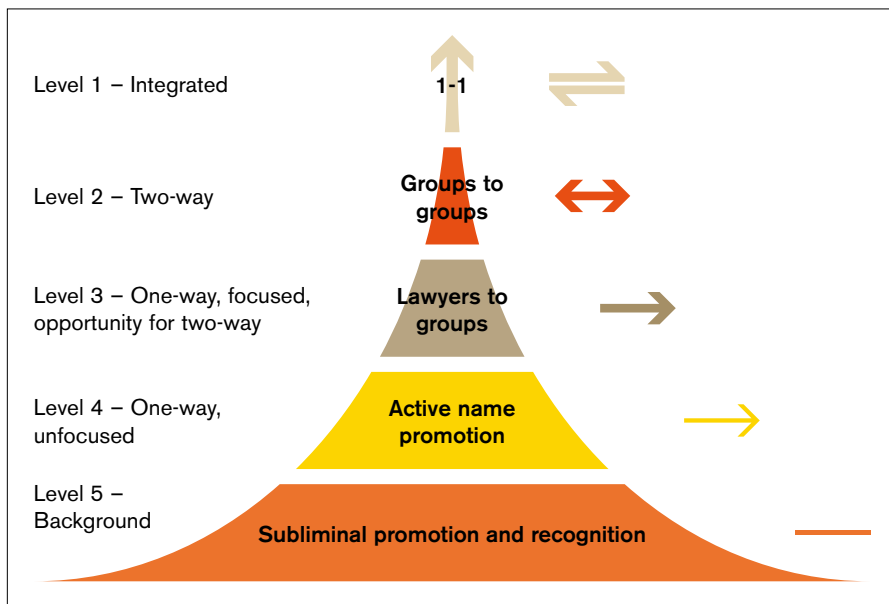 Level 1 – Integrated
1-1
Level 2 – Two-way
Groups to
groups
Level 3 – One-way, focused,
opportunity for two-way
Lawyers to
groups
Level 4 – One-way,
unfocused
Active name
promotion
Level 5 –
Background
Subliminal promotion and recognition